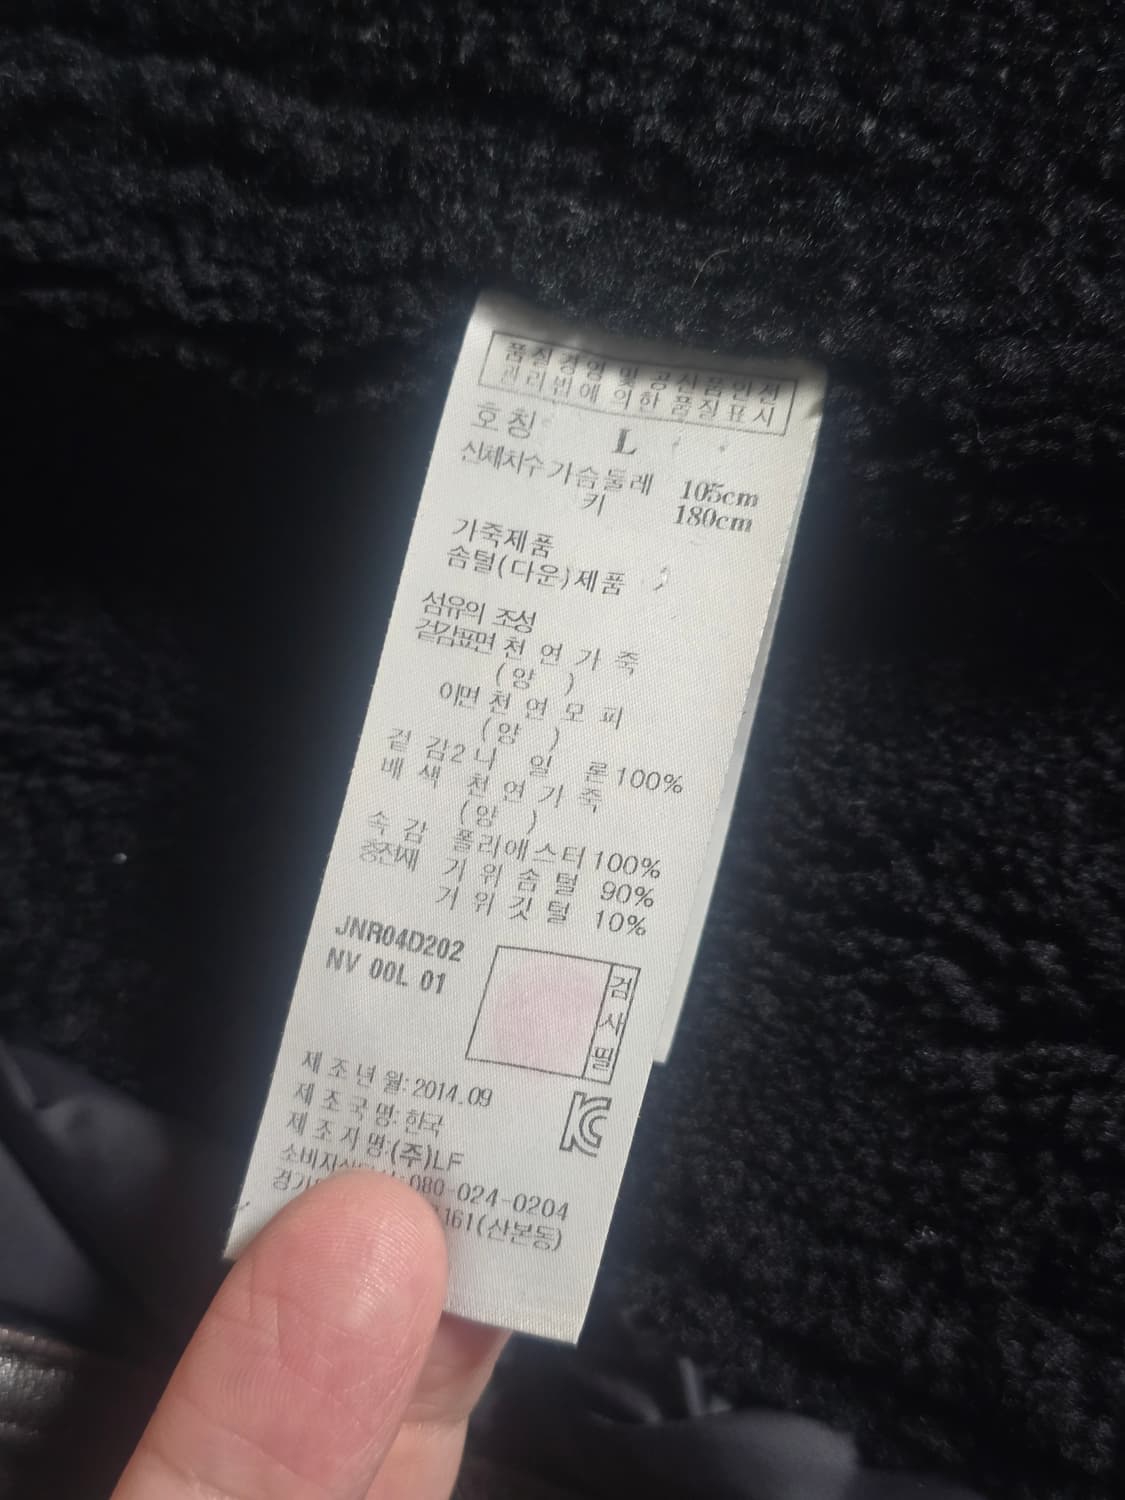 품질경영 및 공산품안전
관리법에 의한 품질표시
호칭 L
신체치수 가슴둘레 105cm
키 180cm
가죽제품
솜털(다운)제품
섬유의 조성
겉감표면 천연가죽
(양 )
이면 천연모피
(양 )
겉감2 나일론 100%
배색 천연가죽
(양 )
속감 폴리에스터 100%
충전재 거위솜털 90%
거위깃털 10%
JNR04D202
NV 00L 01
검사필
제조년월: 2014.09
제조국명: 한국
제조자명:(주)LF
080-024-0204
161(산본동)